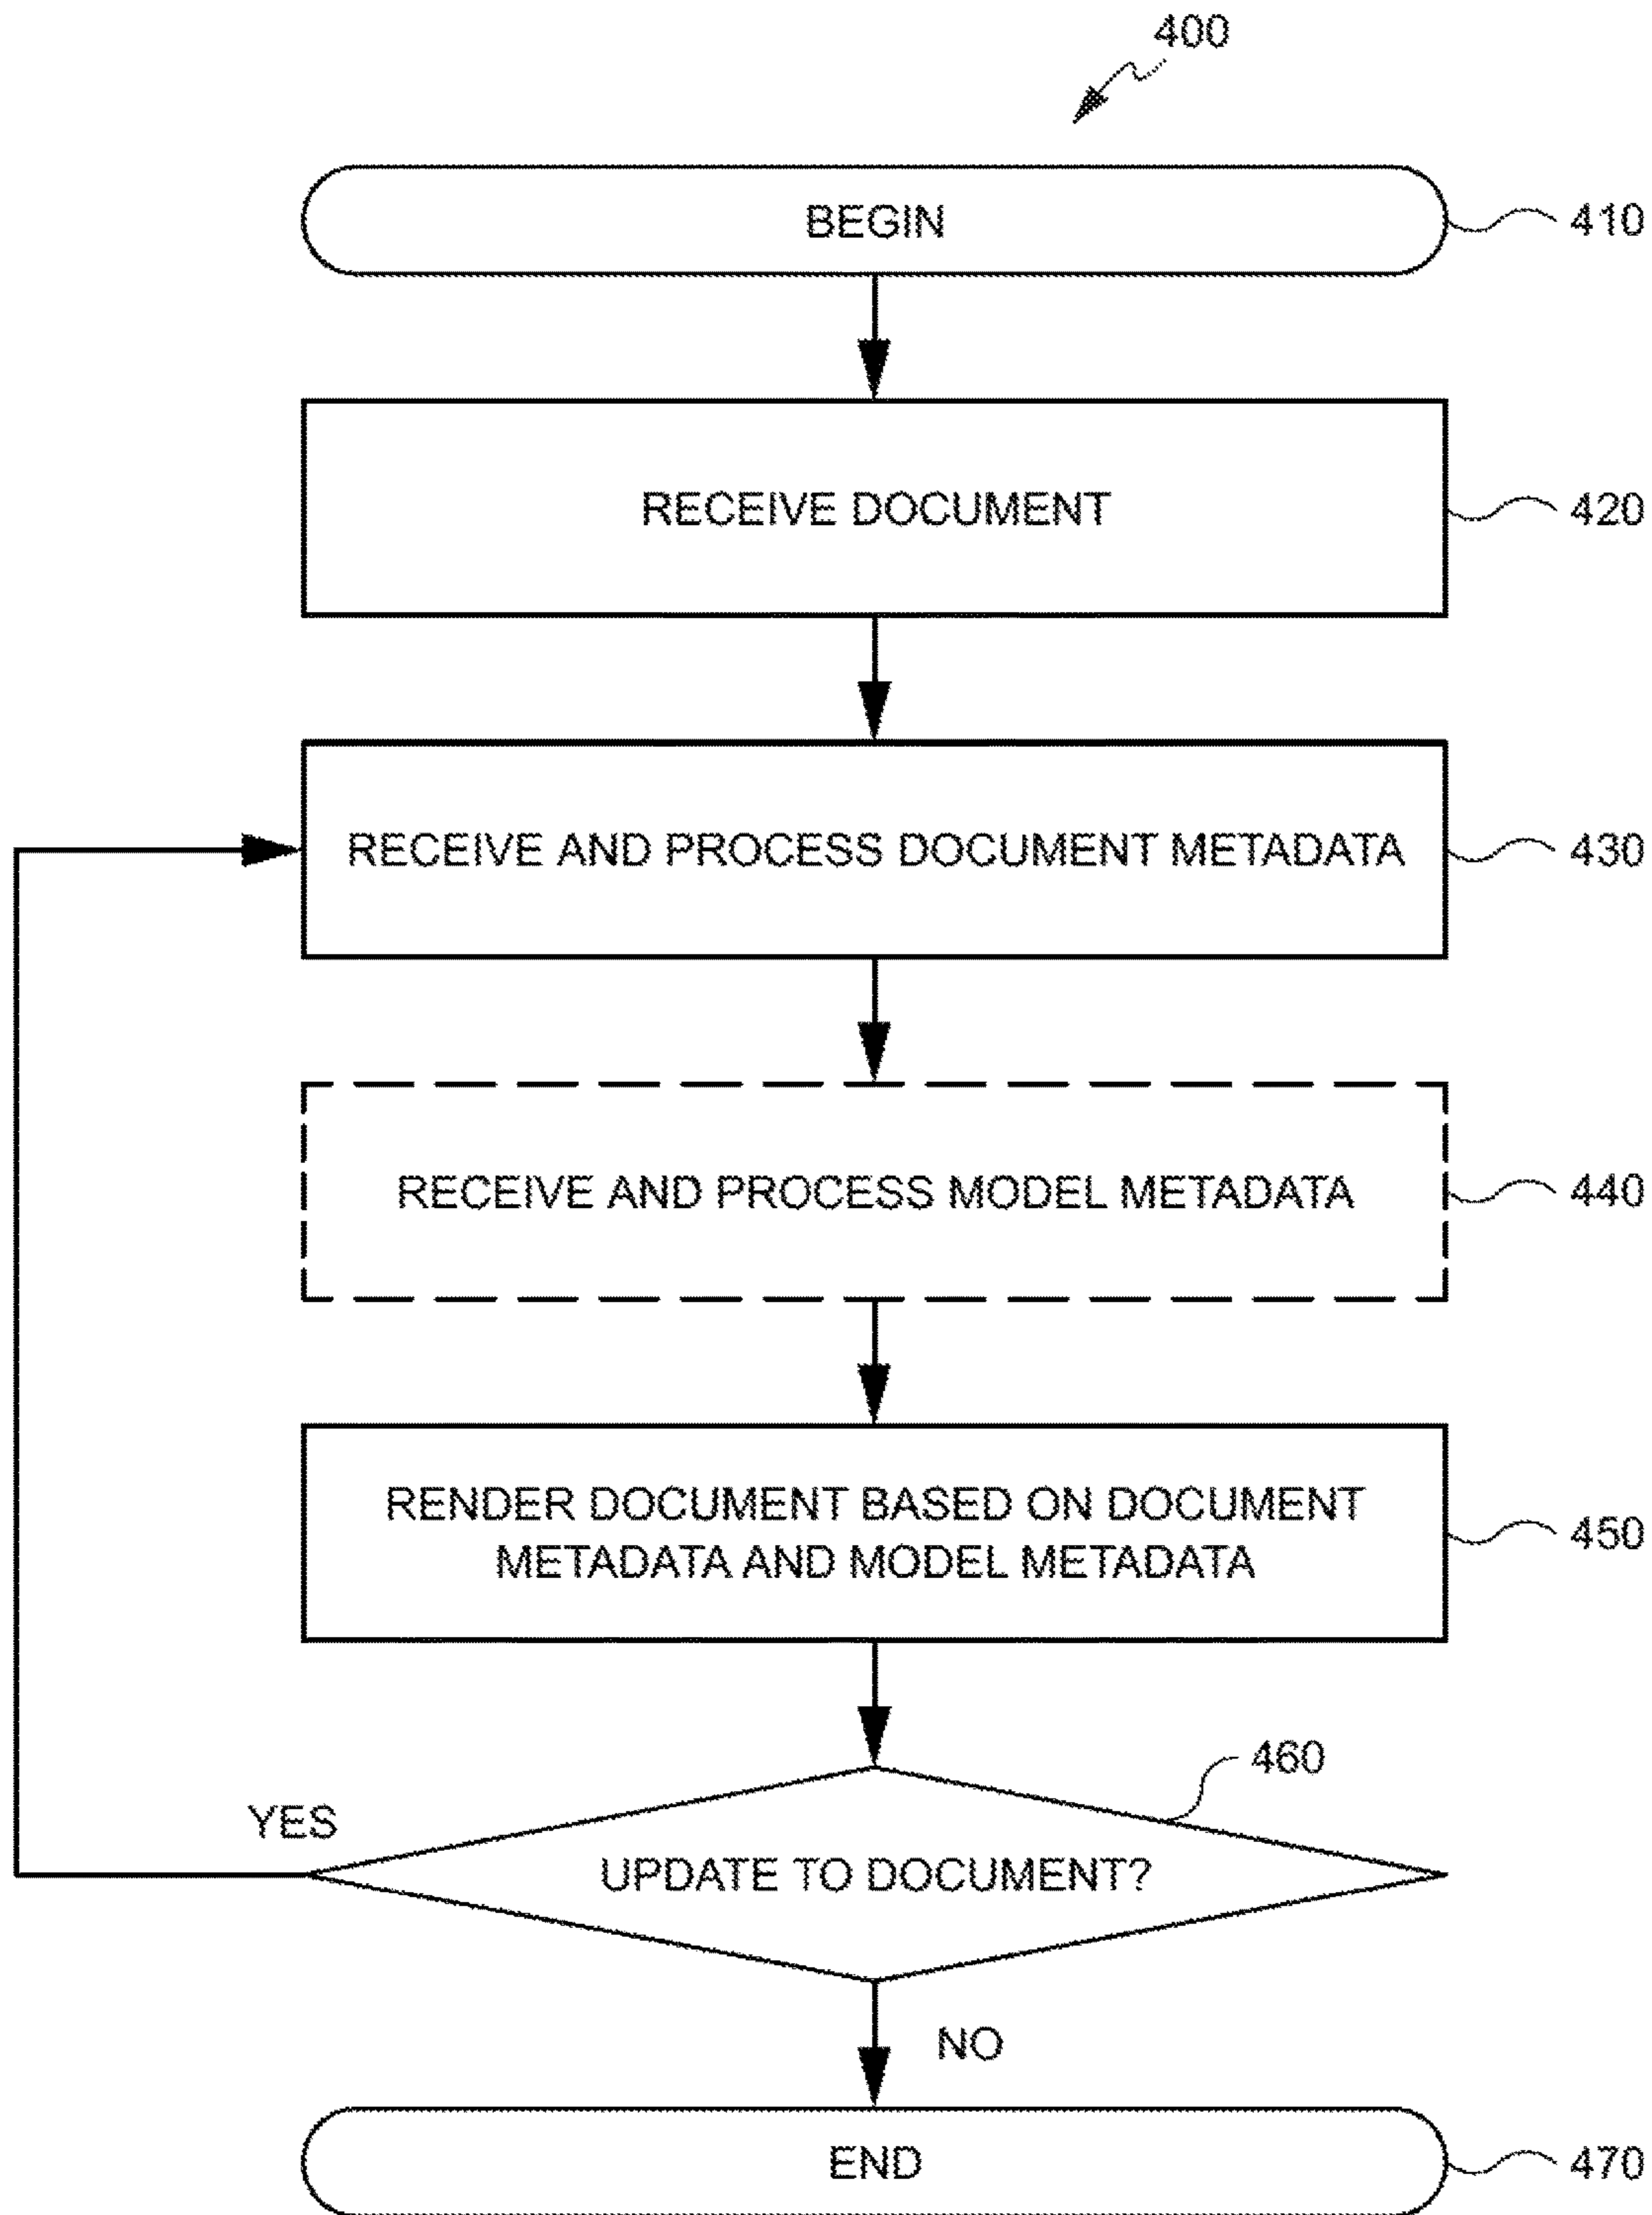 400
BEGIN
410
RECEIVE DOCUMENT
420
RECEIVE AND PROCESS DOCUMENT METADATA
430
RECEIVE AND PROCESS MODEL METADATA
440
RENDER DOCUMENT BASED ON DOCUMENT
METADATA AND MODEL METADATA
450
460
YES
UPDATE TO DOCUMENT?
NO
END
470